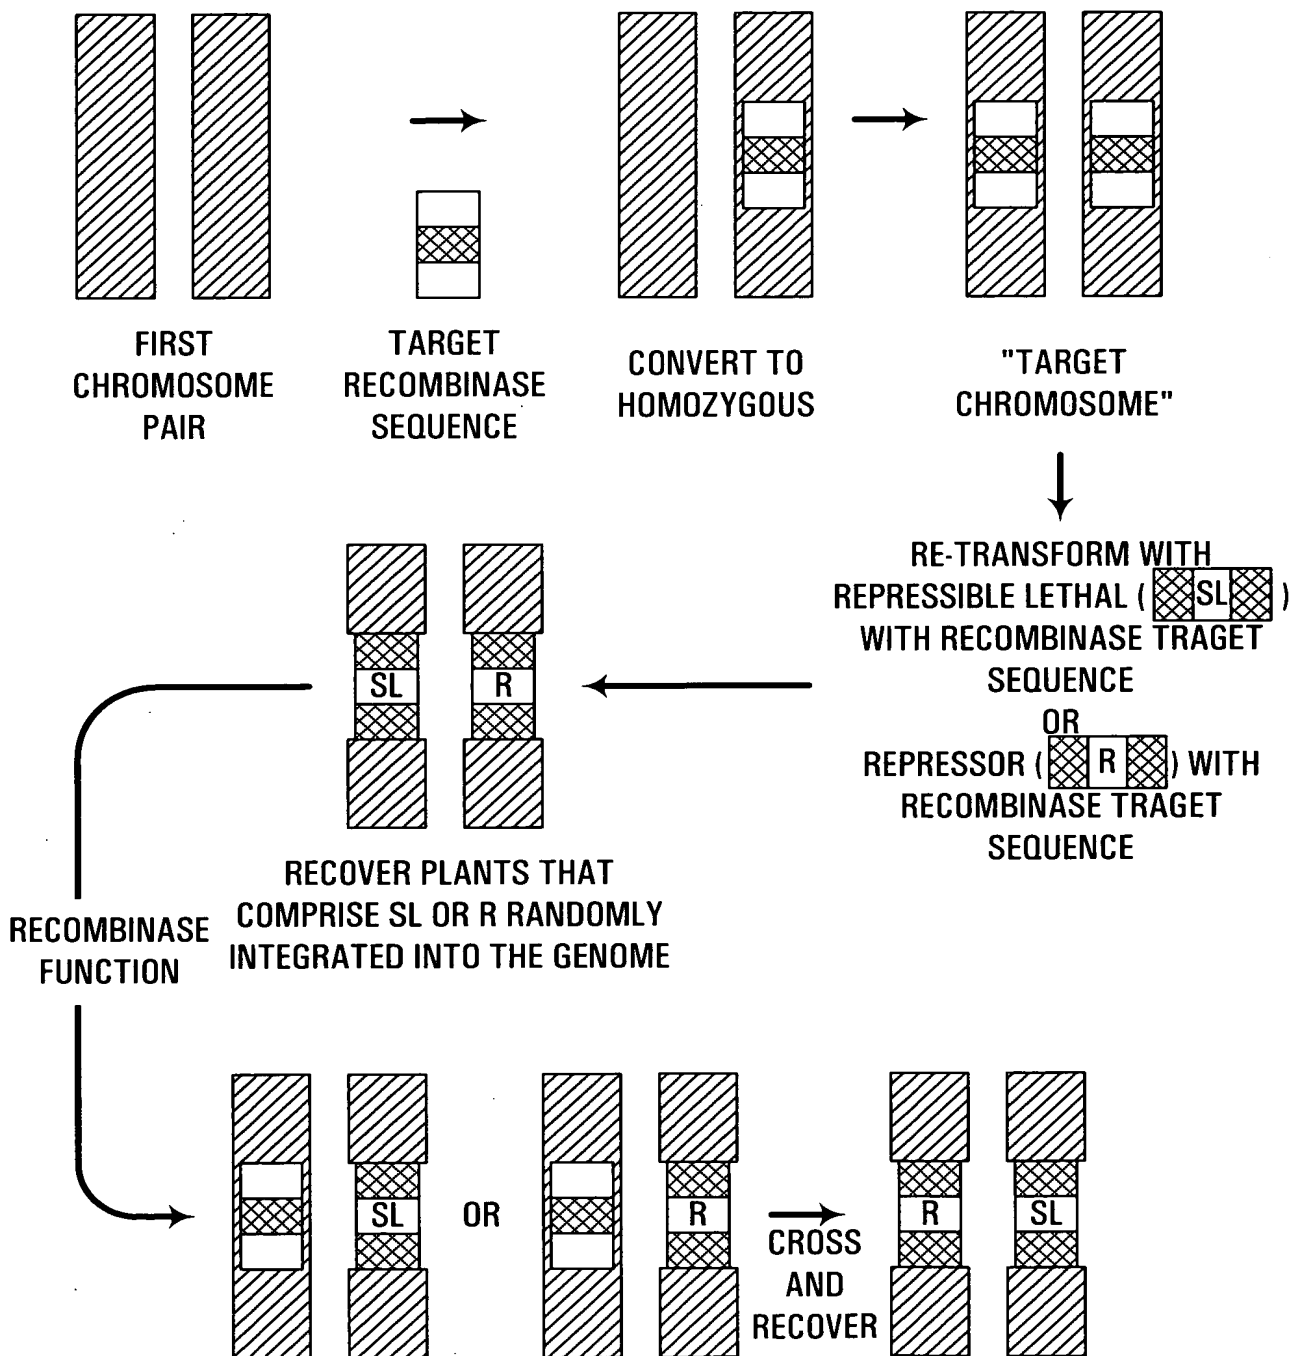 FIRST
CHROMOSOME
PAIR
TARGET
RECOMBINASE
SEQUENCE
CONVERT TO
HOMOZYGOUS
"TARGET
CHROMOSOME"
RE-TRANSFORM WITH
REPRESSIBLE LETHAL ( SL )
WITH RECOMBINASE TRAGET
SEQUENCE
OR
REPRESSOR ( R ) WITH
RECOMBINASE TRAGET
SEQUENCE
SL R
RECOVER PLANTS THAT
COMPRISE SL OR R RANDOMLY
INTEGRATED INTO THE GENOME
RECOMBINASE
FUNCTION
SL OR R
CROSS
AND
RECOVER
R SL